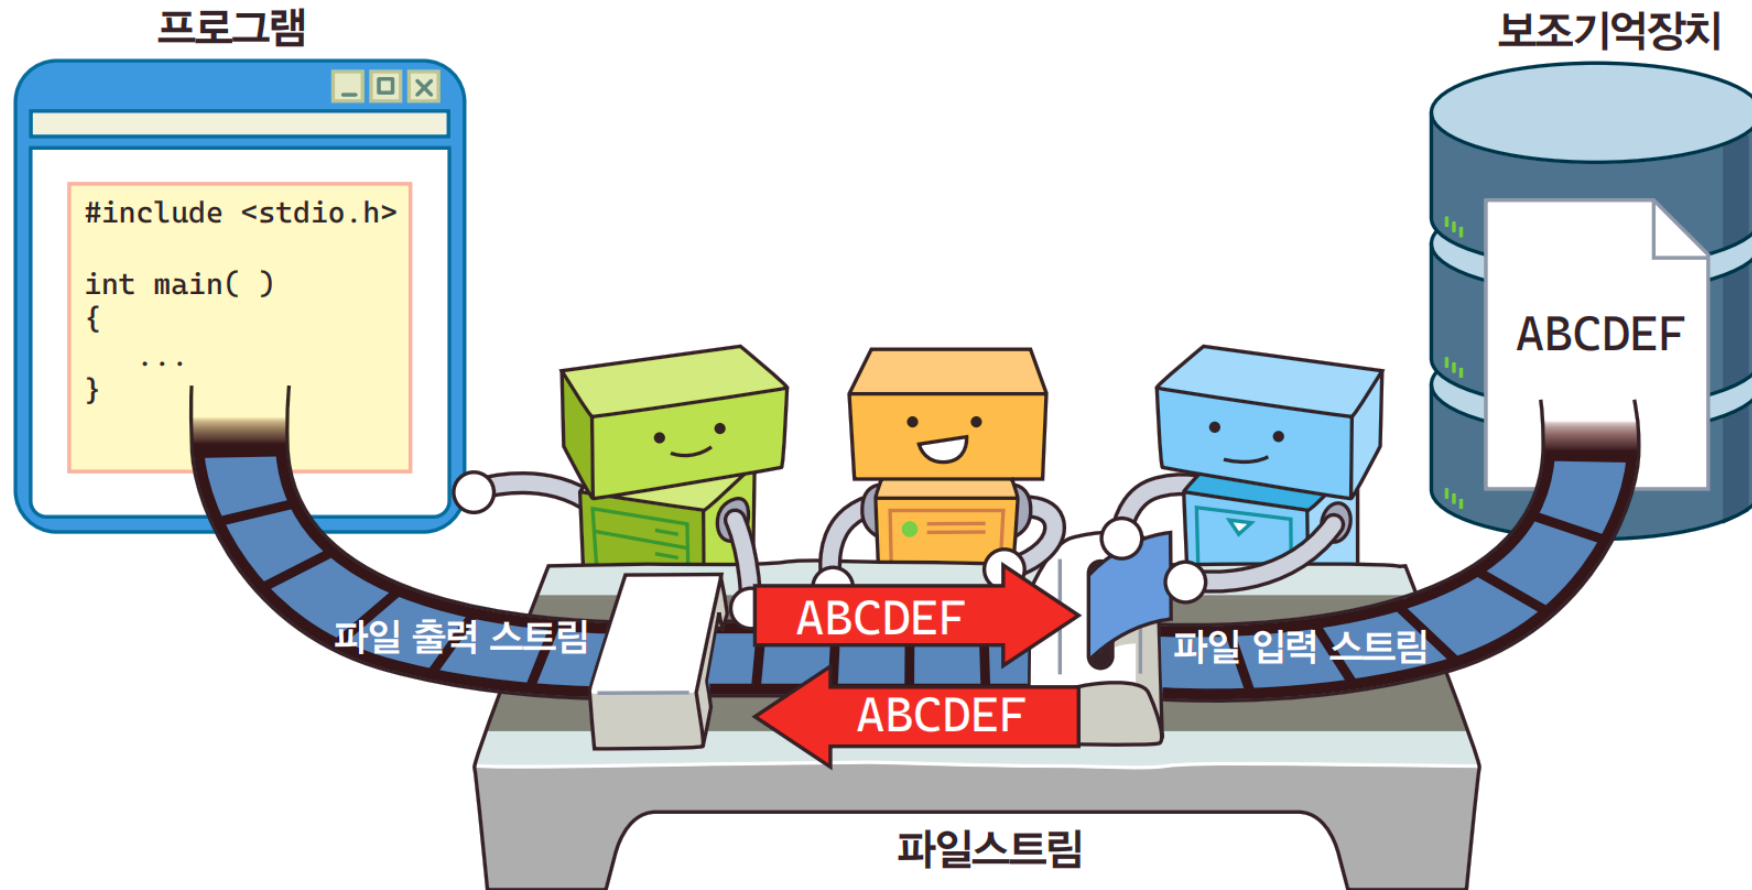 프로그램
보조기억장치
#include <stdio.h>
int main( )
{
...
}
ABCDEF
파일 출력 스트림
ABCDEF
파일 입력 스트림
ABCDEF
파일스트림